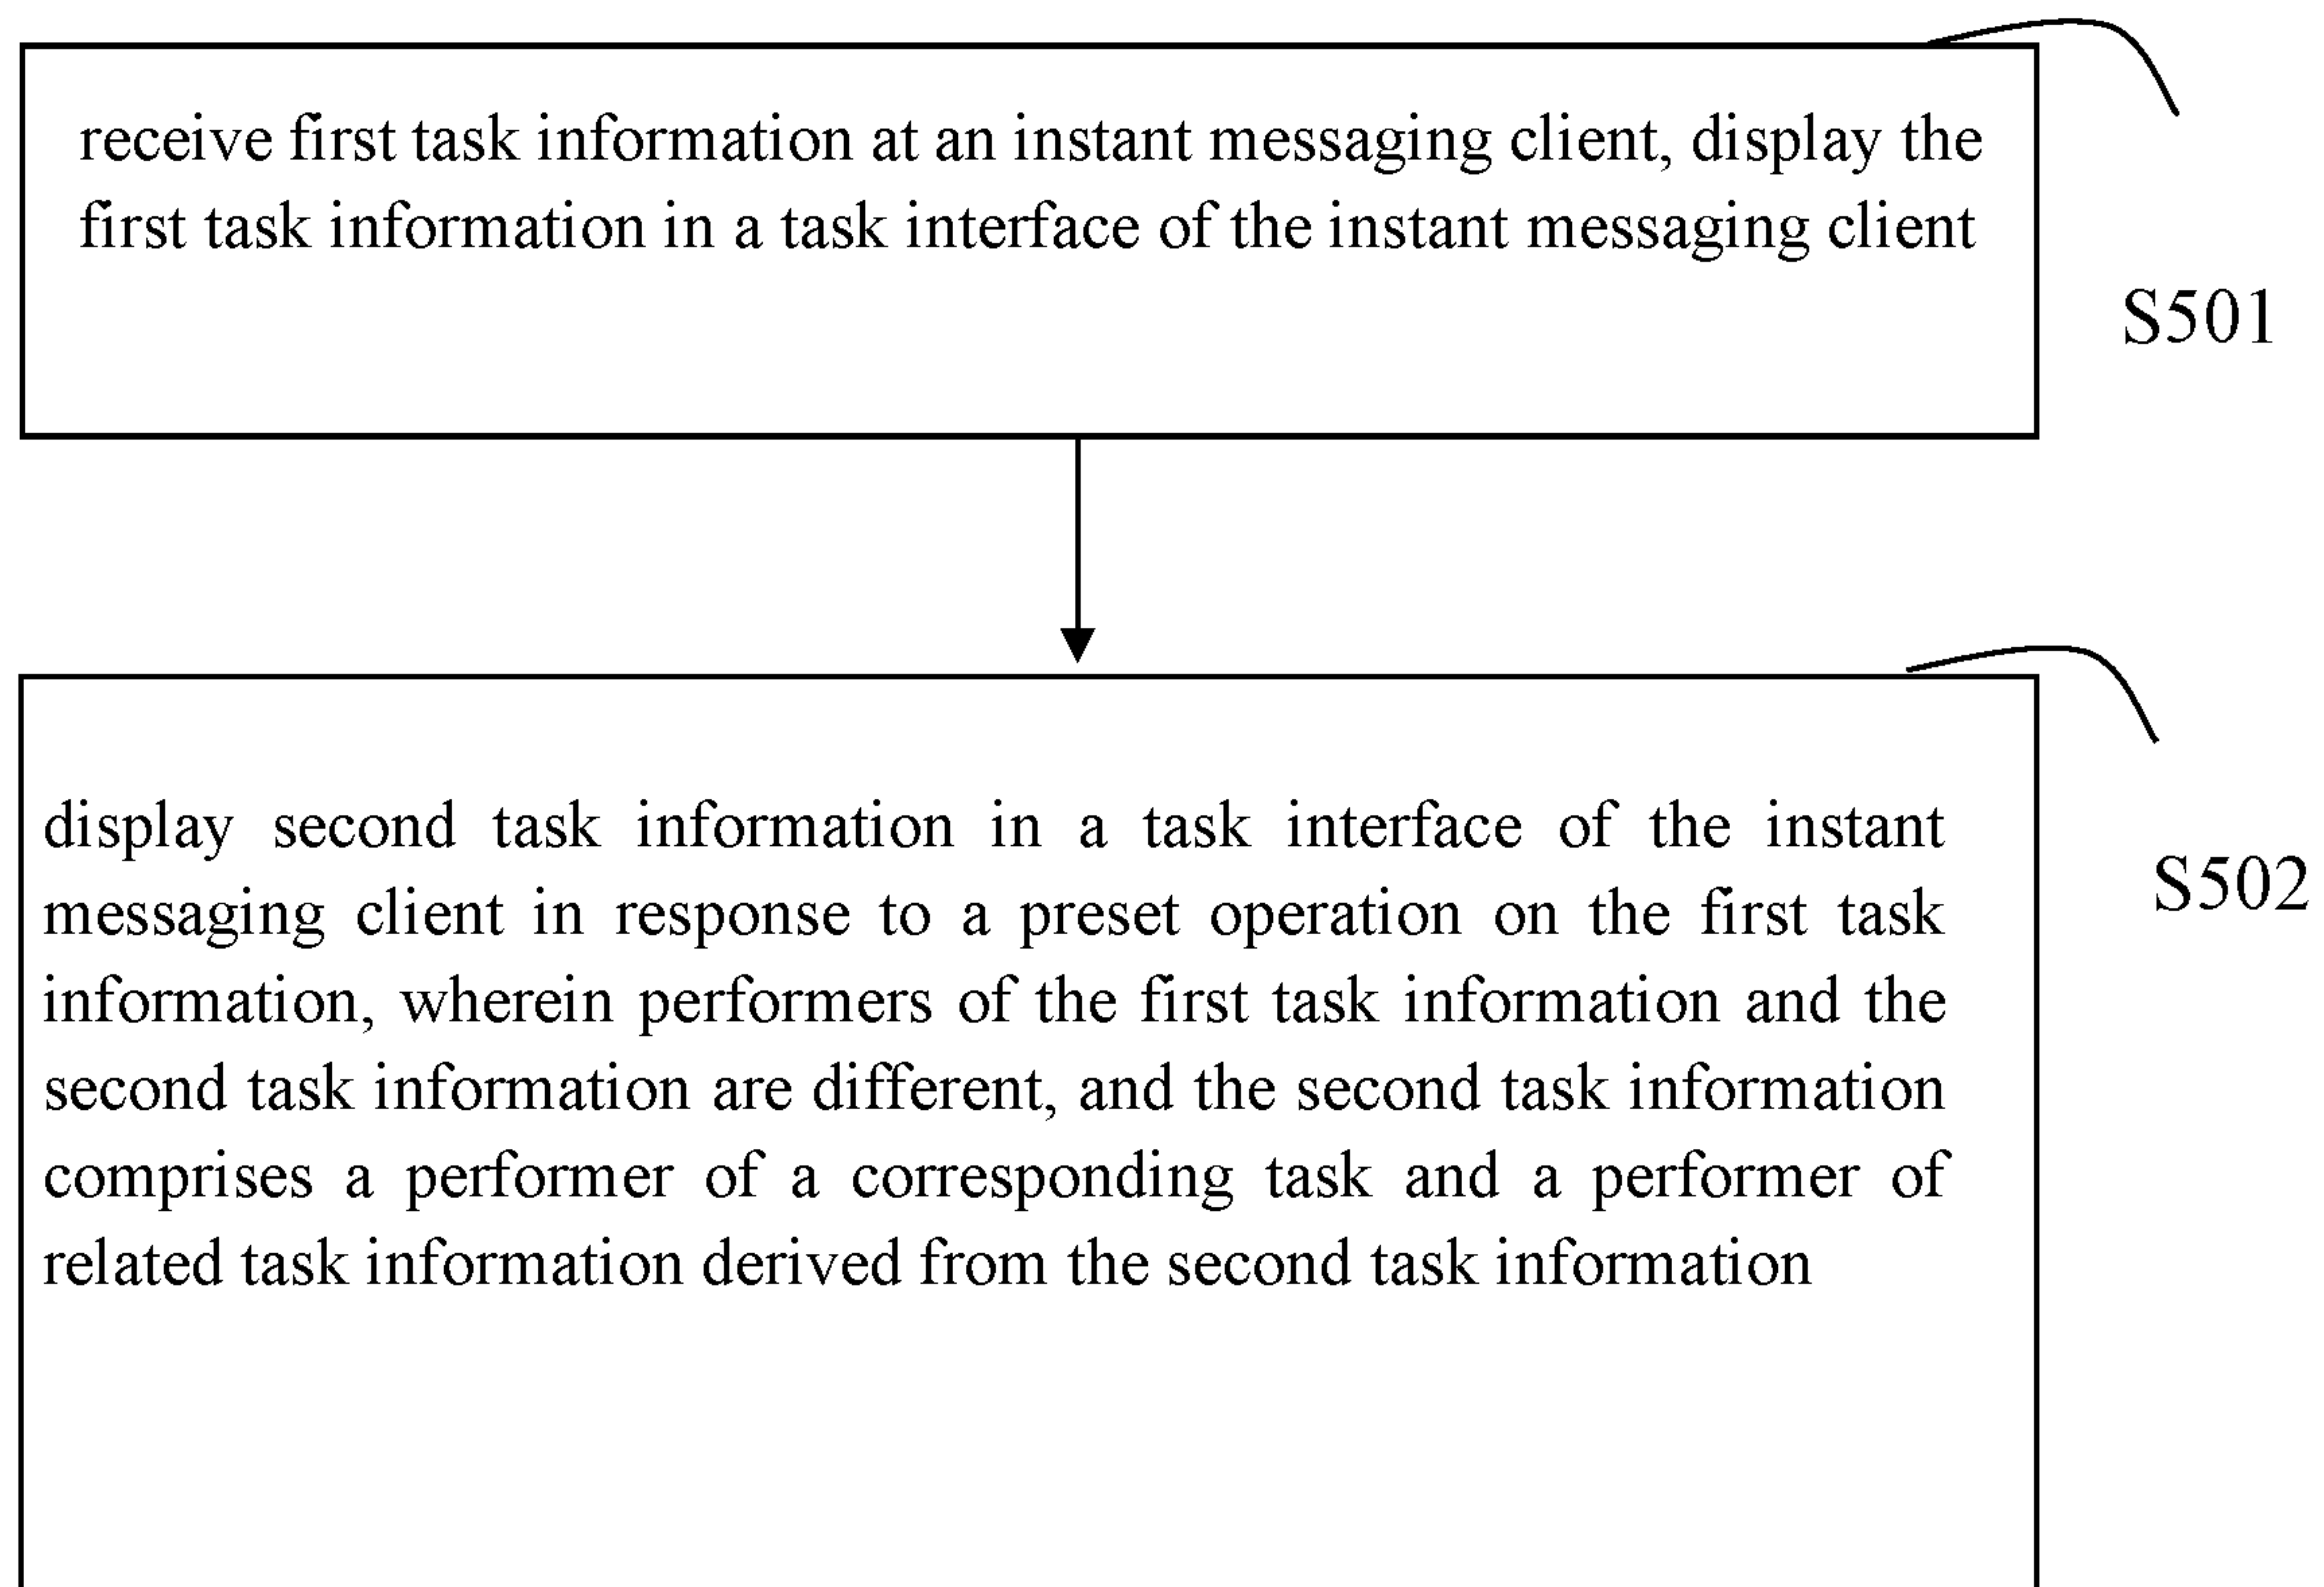 receive first task information at an instant messaging client, display the
first task information in a task interface of the instant messaging client
S501
display second task information in a task interface of the instant
messaging client in response to a preset operation on the first task
information, wherein performers of the first task information and the
second task information are different, and the second task information
comprises a performer of a corresponding task and a performer of
related task information derived from the second task information
S502